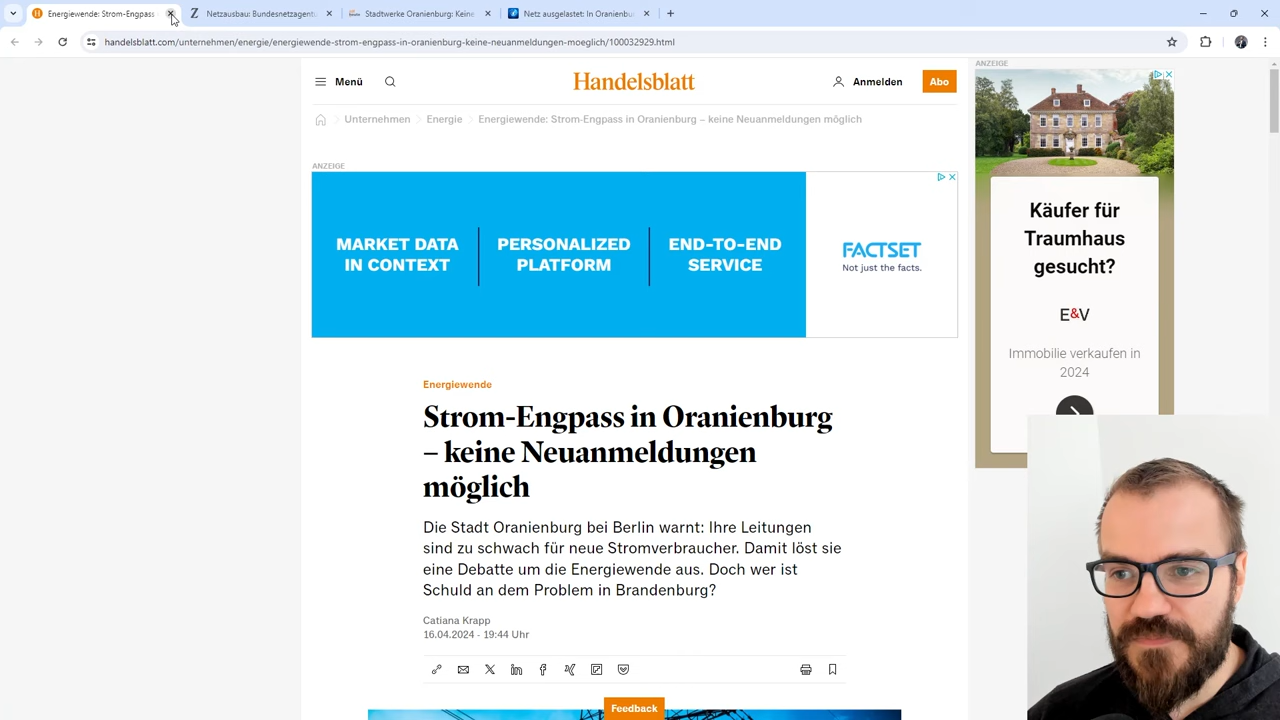 Energiewende: Strom-Engpass
Netzausbau: Bundesnetzagentu
Stadtwerke Oranienburg: Keine
Netz ausgelastet: In Oranienbu
handelsblatt.com/unternehmen/energie/energiewende-strom-engpass-in-oranienburg-keine-neuanmeldungen-moeglich/100032929.html
Menü
Handelsblatt
Anmelden
Abo
Unternehmen
Energie
Energiewende: Strom-Engpass in Oranienburg – keine Neuanmeldungen möglich
ANZEIGE
MARKET DATA
IN CONTEXT
PERSONALIZED
PLATFORM
END-TO-END
SERVICE
FACTSET
Not just the facts.
ANZEIGE
Käufer für
Traumhaus
gesucht?
E&V
Immobilie verkaufen in
2024
Energiewende
Strom-Engpass in Oranienburg
– keine Neuanmeldungen
möglich
Die Stadt Oranienburg bei Berlin warnt: Ihre Leitungen
sind zu schwach für neue Stromverbraucher. Damit löst sie
eine Debatte um die Energiewende aus. Doch wer ist
Schuld an dem Problem in Brandenburg?
Catiana Krapp
16.04.2024 - 19:44 Uhr
Feedback